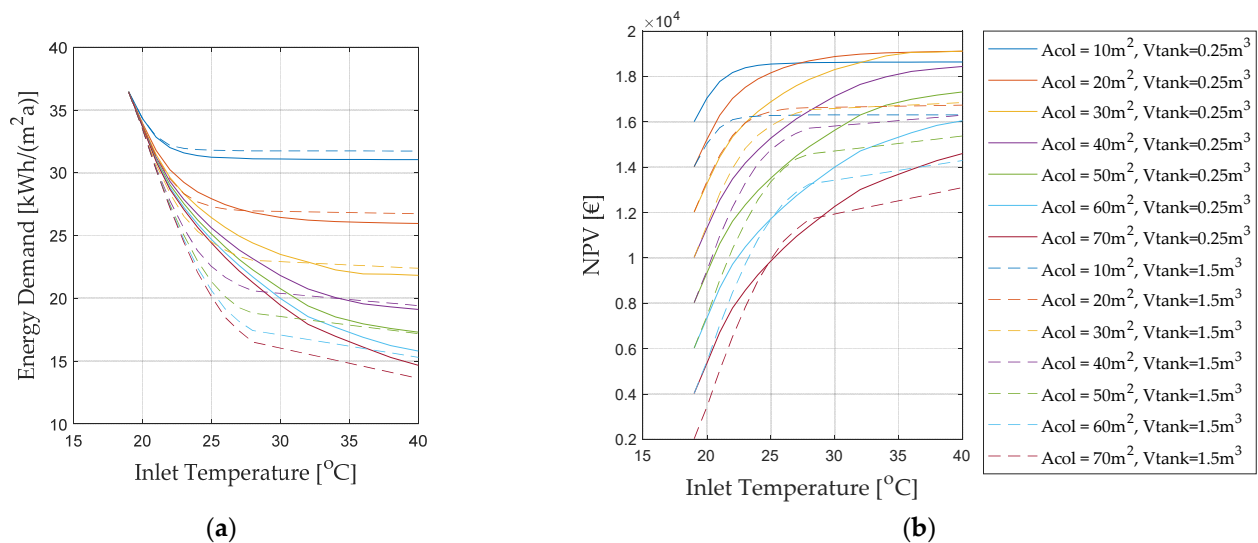 40
35
30
25
20
15
10
15 20 25 30 35 40
Energy Demand [kWh/(m²a)]
Inlet Temperature [°C]
(a)
×10⁴
2
1.8
1.6
1.4
1.2
1
0.8
0.6
0.4
0.2
15 20 25 30 35 40
NPV [€]
Inlet Temperature [°C]
(b)
Acol = 10m², Vtank=0.25m³
Acol = 20m², Vtank=0.25m³
Acol = 30m², Vtank=0.25m³
Acol = 40m², Vtank=0.25m³
Acol = 50m², Vtank=0.25m³
Acol = 60m², Vtank=0.25m³
Acol = 70m², Vtank=0.25m³
Acol = 10m², Vtank=1.5m³
Acol = 20m², Vtank=1.5m³
Acol = 30m², Vtank=1.5m³
Acol = 40m², Vtank=1.5m³
Acol = 50m², Vtank=1.5m³
Acol = 60m², Vtank=1.5m³
Acol = 70m², Vtank=1.5m³